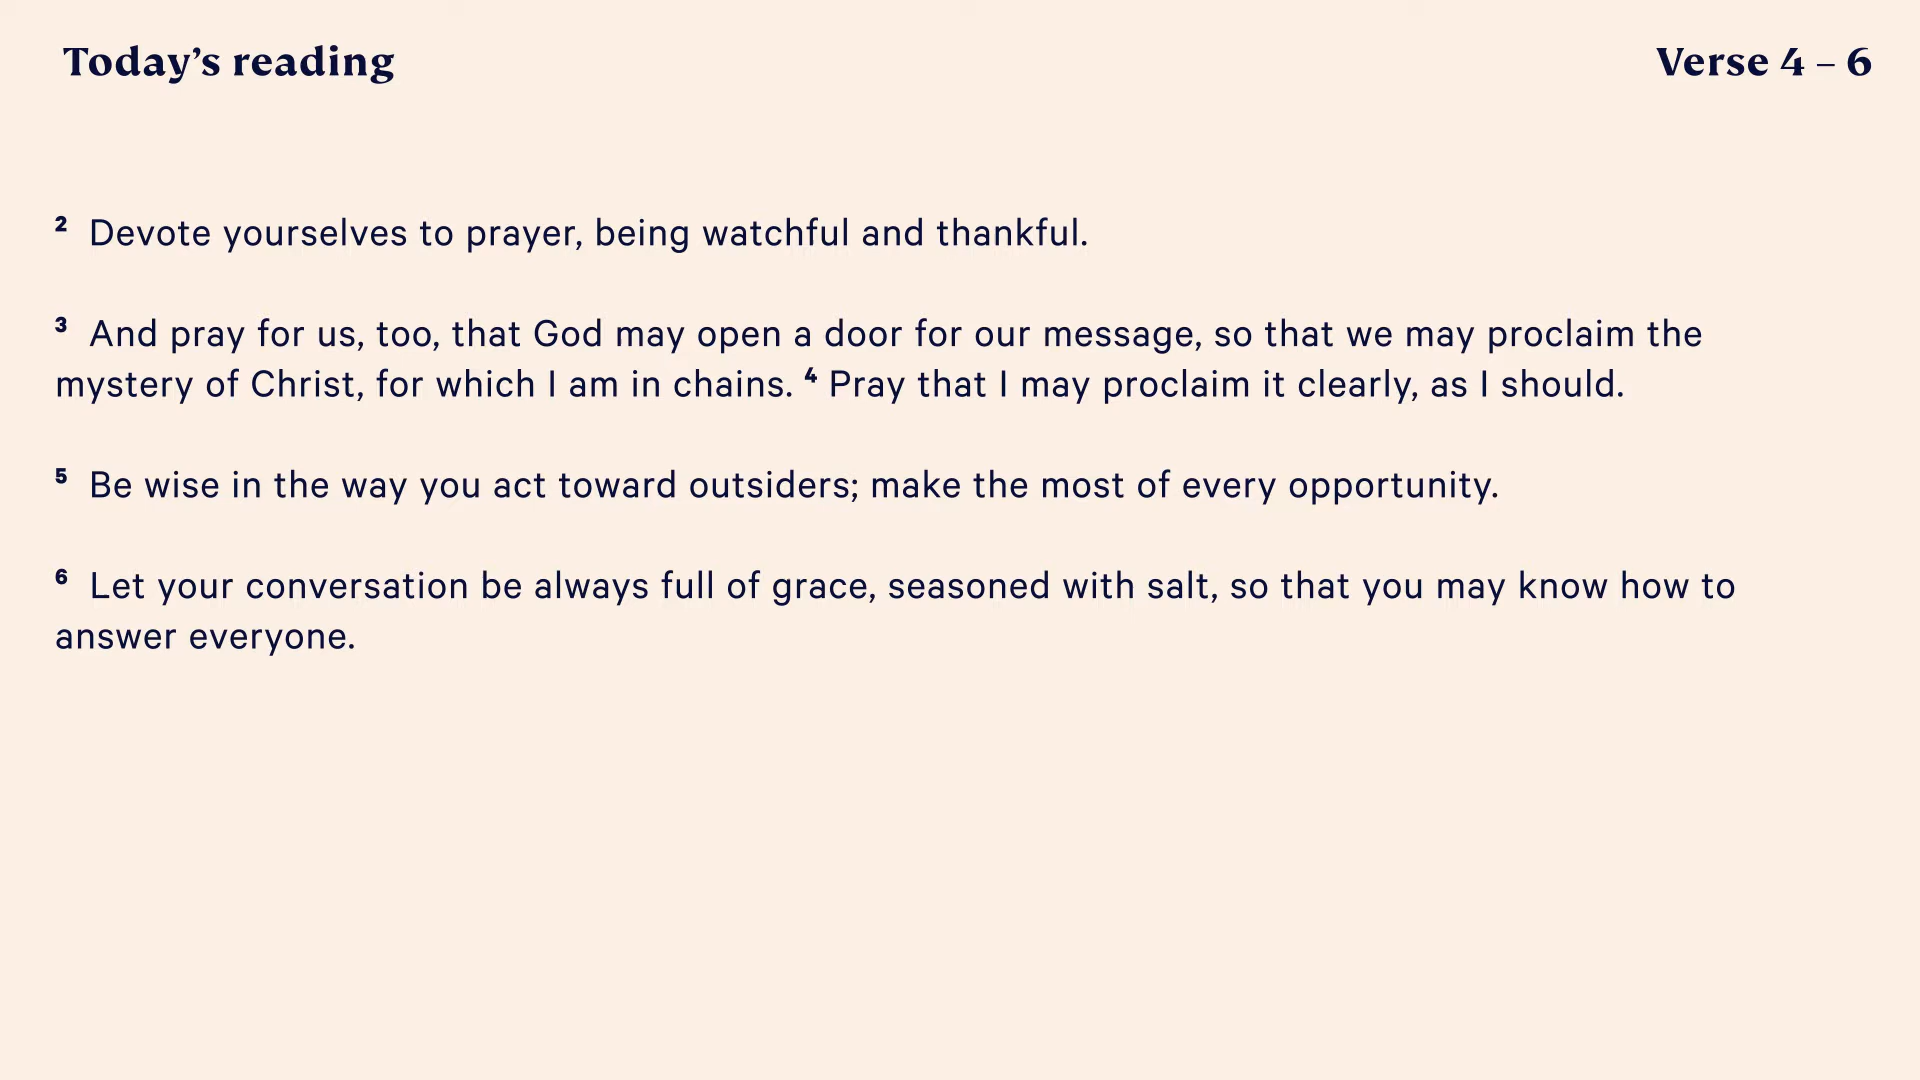 Today’s reading
Verse 4 – 6
2 Devote yourselves to prayer, being watchful and thankful.
3 And pray for us, too, that God may open a door for our message, so that we may proclaim the
mystery of Christ, for which I am in chains. 4 Pray that I may proclaim it clearly, as I should.
5 Be wise in the way you act toward outsiders; make the most of every opportunity.
6 Let your conversation be always full of grace, seasoned with salt, so that you may know how to
answer everyone.